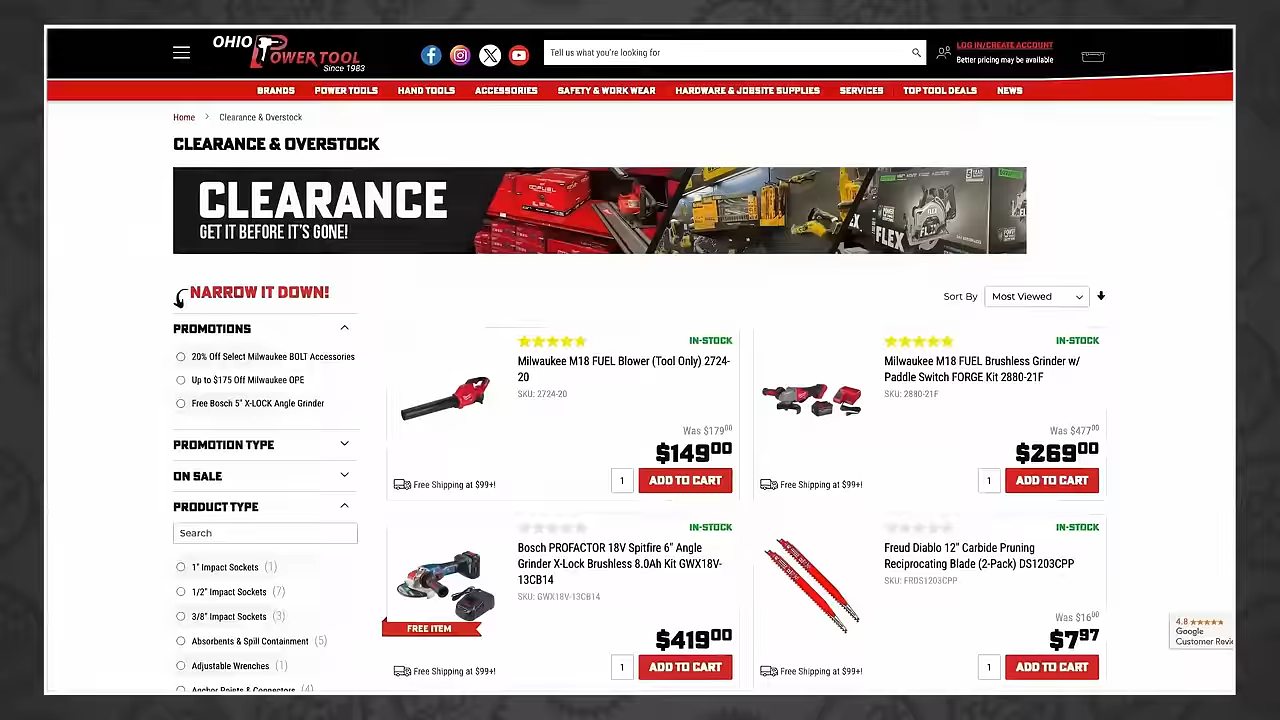 OHIO
POWER TOOL
Since 1983
Tell us what you're looking for
LOG IN/CREATE ACCOUNT
Better pricing may be available
BRANDS POWER TOOLS HAND TOOLS ACCESSORIES SAFETY & WORK WEAR HARDWARE & JOBSITE SUPPLIES SERVICES TOP TOOL DEALS NEWS
Home > Clearance & Overstock
CLEARANCE & OVERSTOCK
CLEARANCE
GET IT BEFORE IT'S GONE!
FUEL
FLEX
FLEX
NARROW IT DOWN!
Sort By Most Viewed
PROMOTIONS
20% Off Select Milwaukee BOLT Accessories
Up to $175 Off Milwaukee OPE
Free Bosch 5" X-LOCK Angle Grinder
PROMOTION TYPE
ON SALE
PRODUCT TYPE
Search
1" Impact Sockets (1)
1/2" Impact Sockets (7)
3/8" Impact Sockets (3)
Absorbents & Spill Containment (5)
Adjustable Wrenches (1)
Anchor Points & Connectors (4)
IN-STOCK
Milwaukee M18 FUEL Blower (Tool Only) 2724-
20
SKU: 2724-20
Was $179.00
$149.00
Free Shipping at $99+! 1 ADD TO CART
IN-STOCK
Milwaukee M18 FUEL Brushless Grinder w/
Paddle Switch FORGE Kit 2880-21F
SKU: 2880-21F
Was $477.00
$269.00
Free Shipping at $99+! 1 ADD TO CART
IN-STOCK
Bosch PROFACTOR 18V Spitfire 6" Angle
Grinder X-Lock Brushless 8.0Ah Kit GWX18V-
13CB14
SKU: GWX18V-13CB14
FREE ITEM
$419.00
Free Shipping at $99+! 1 ADD TO CART
IN-STOCK
Freud Diablo 12" Carbide Pruning
Reciprocating Blade (2-Pack) DS1203CPP
SKU: FRDS1203CPP
Was $16.00
$7.97
Free Shipping at $99+! 1 ADD TO CART
4.8
Google
Customer Revie